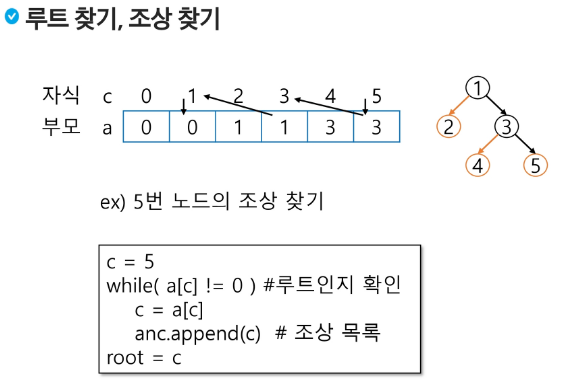 루트 찾기, 조상 찾기
자식 c 0 1 2 3 4 5
부모 a 0 0 1 1 3 3
1
2 3
4 5
ex) 5번 노드의 조상 찾기
c = 5
while( a[c] != 0 ) #루트인지 확인
c = a[c]
anc.append(c) # 조상 목록
root = c